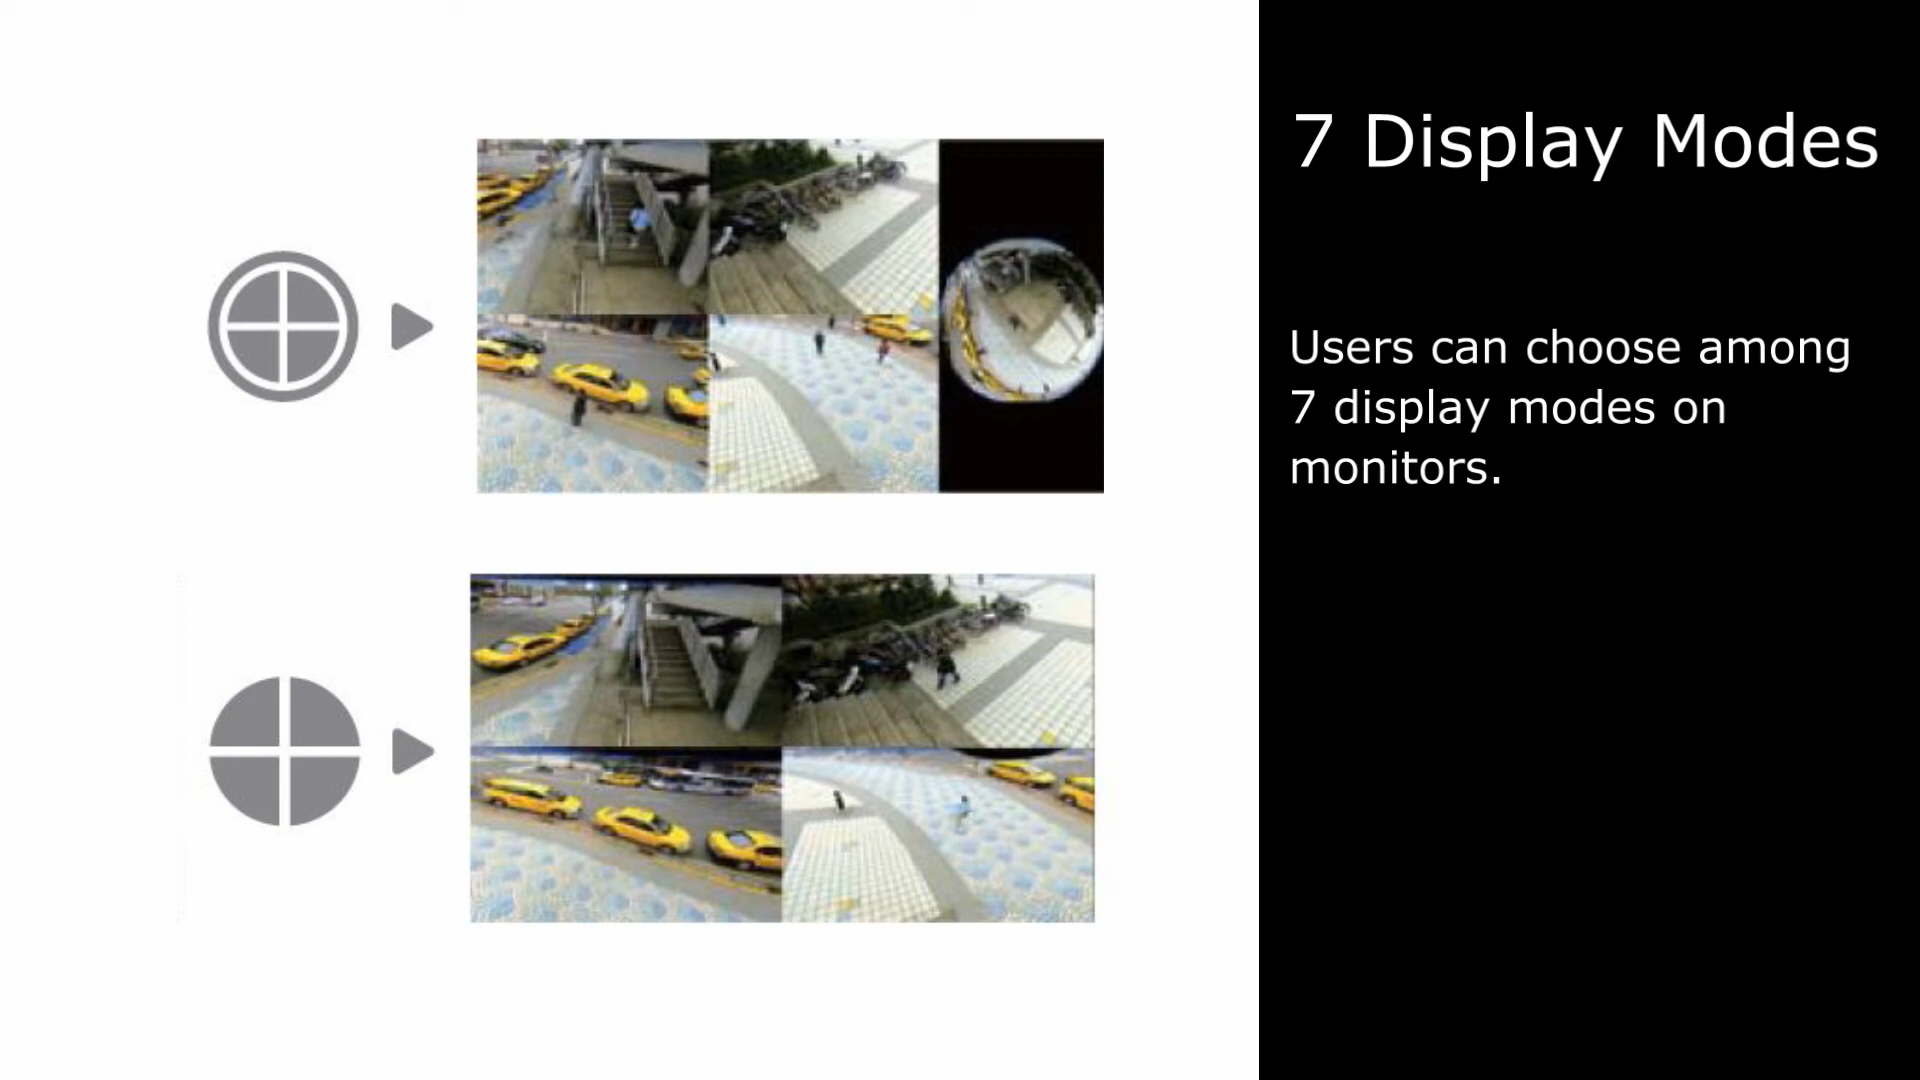 7 Display Modes
Users can choose among
7 display modes on
monitors.